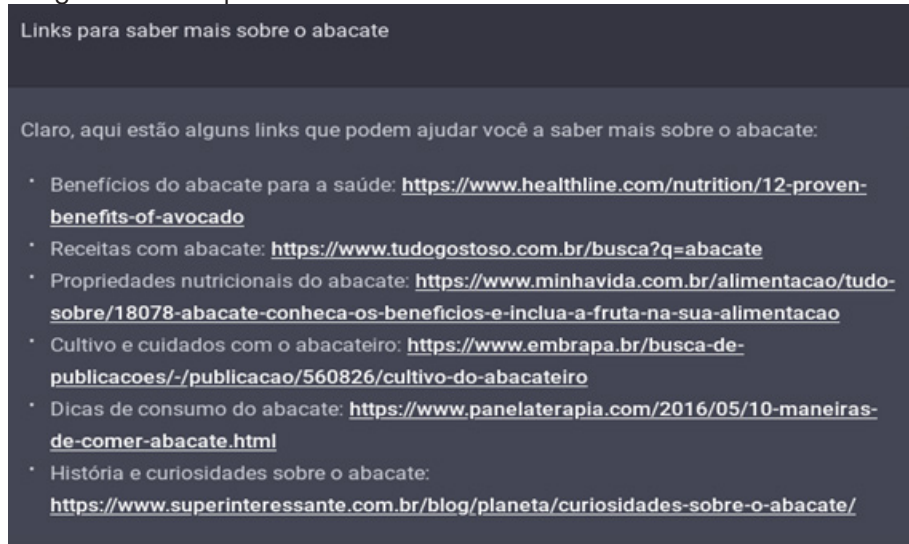 Links para saber mais sobre o abacate
Claro, aqui estão alguns links que podem ajudar você a saber mais sobre o abacate:
· Benefícios do abacate para a saúde: https://www.healthline.com/nutrition/12-proven-
benefits-of-avocado
· Receitas com abacate: https://www.tudogostoso.com.br/busca?q=abacate
· Propriedades nutricionais do abacate: https://www.minhavida.com.br/alimentacao/tudo-
sobre/18078-abacate-conheca-os-beneficios-e-inclua-a-fruta-na-sua-alimentacao
· Cultivo e cuidados com o abacateiro: https://www.embrapa.br/busca-de-
publicacoes/-/publicacao/560826/cultivo-do-abacateiro
· Dicas de consumo do abacate: https://www.panelaterapia.com/2016/05/10-maneiras-
de-comer-abacate.html
· História e curiosidades sobre o abacate:
https://www.superinteressante.com.br/blog/planeta/curiosidades-sobre-o-abacate/